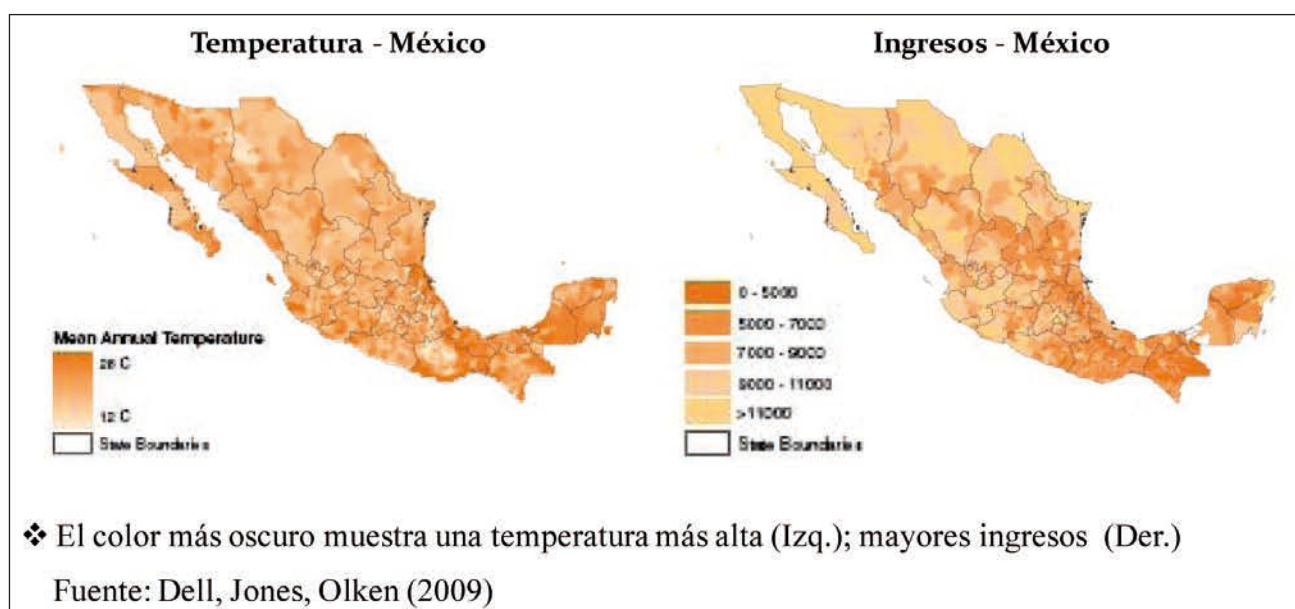 Temperatura - México
Ingresos - México
Mean Annual Temperature
26 C
12 C
State Boundaries
0 - 5000
5000 - 7000
7000 - 9000
9000 - 11000
>11000
State Boundaries
❖ El color más oscuro muestra una temperatura más alta (Izq.); mayores ingresos (Der.)
Fuente: Dell, Jones, Olken (2009)